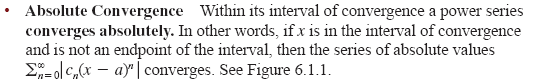 • Absolute Convergence Within its interval of convergence a power series
converges absolutely. In other words, if x is in the interval of convergence
and is not an endpoint of the interval, then the series of absolute values
Σ∞n=0|cn(x − a)n| converges. See Figure 6.1.1.